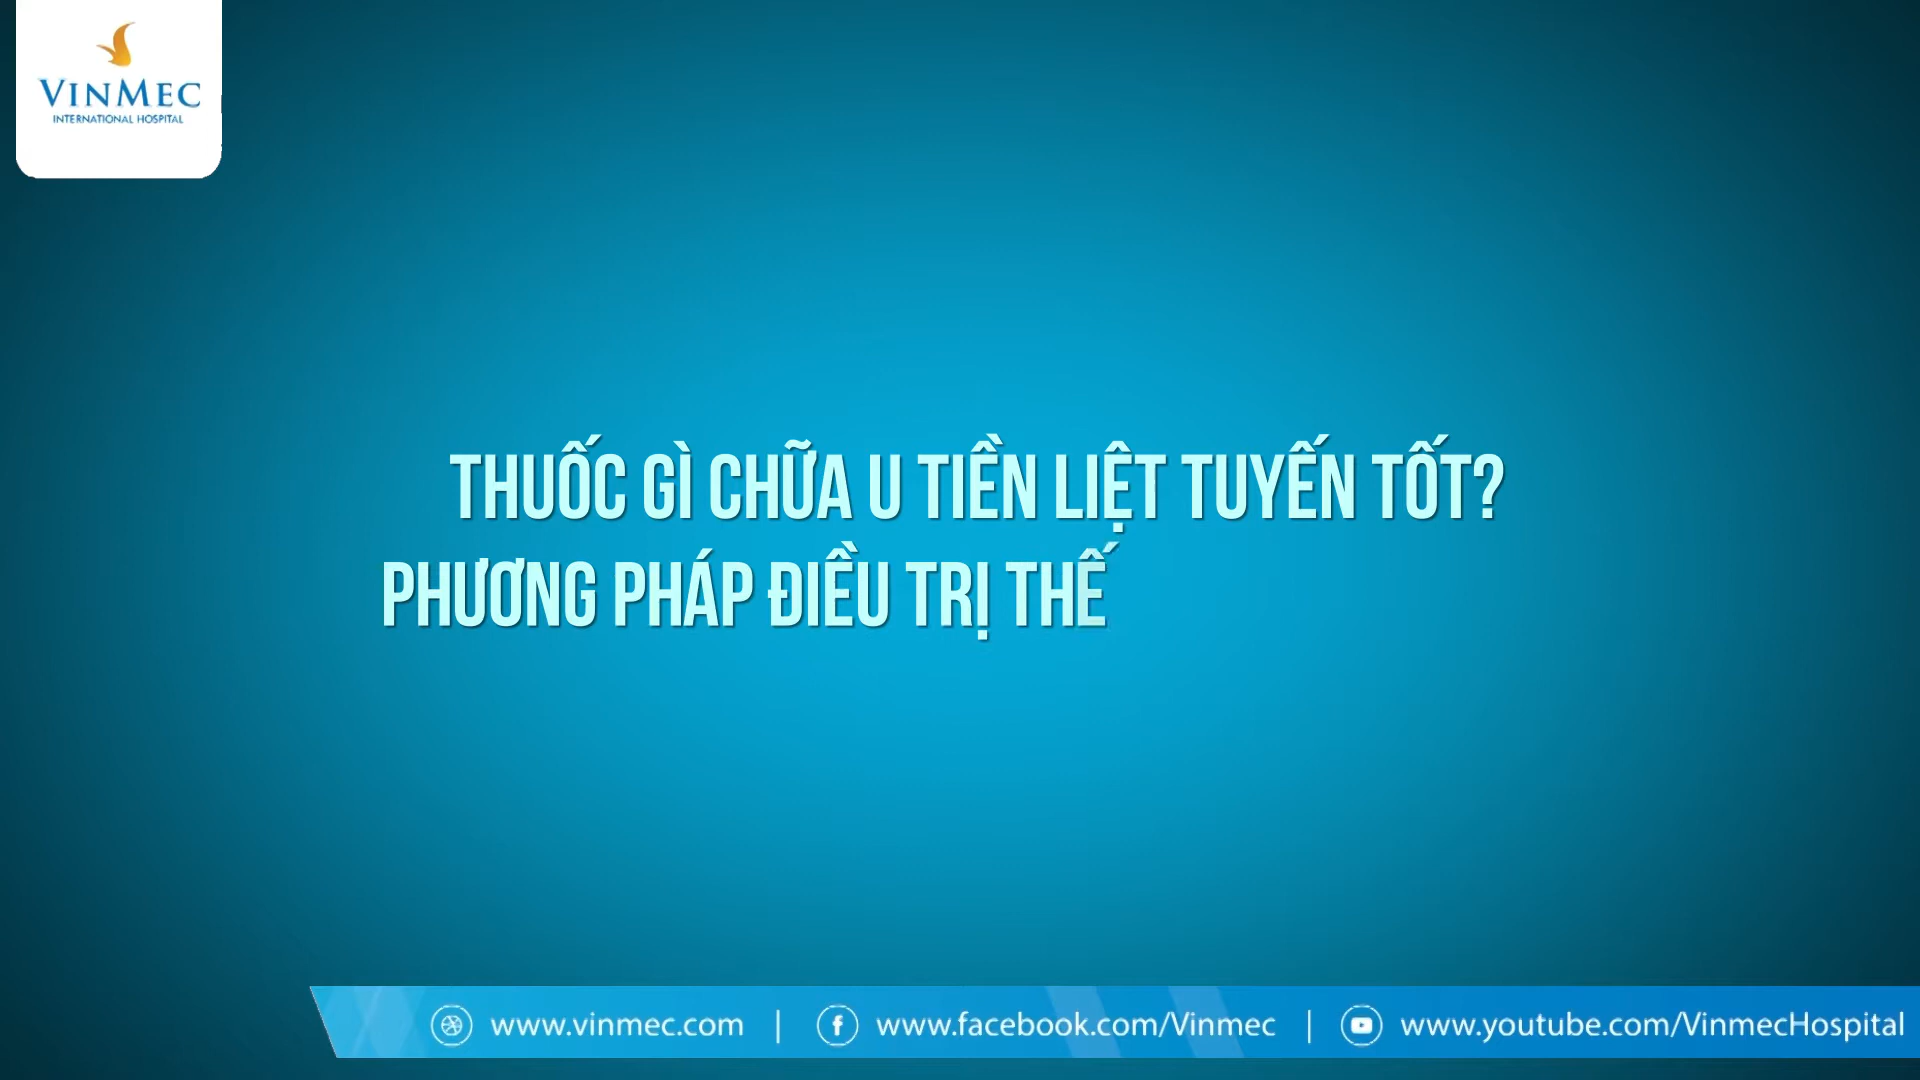 VINMEC
INTERNATIONAL HOSPITAL
THUỐC GÌ CHỮA U TIỀN LIỆT TUYẾN TỐT?
PHƯƠNG PHÁP ĐIỀU TRỊ THẾ
www.vinmec.com | www.facebook.com/Vinmec | www.youtube.com/VinmecHospital